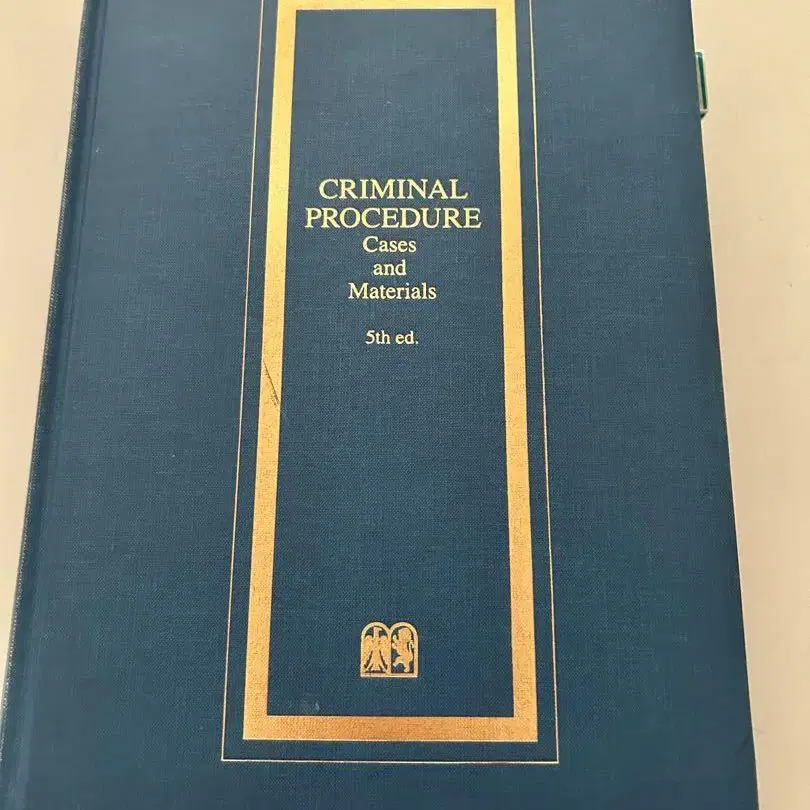 CRIMINAL
PROCEDURE
Cases
and
Materials
5th ed.